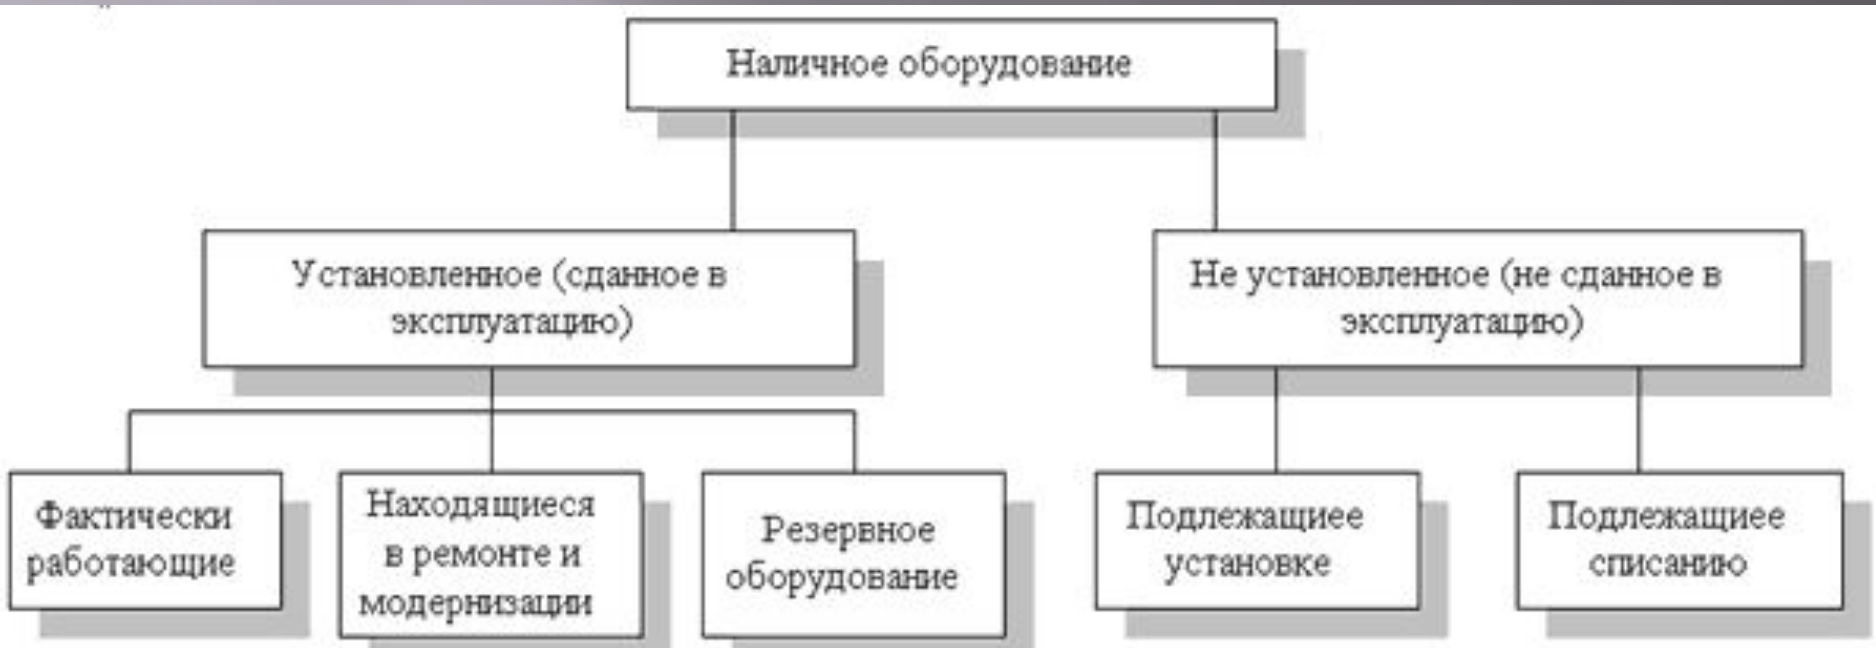 Наличное оборудование
Установленное (сданное в
эксплуатацию)
Не установленное (не сданное в
эксплуатацию)
Фактически
работающие
Находящиеся
в ремонте и
модернизации
Резервное
оборудование
Подлежащиее
установке
Подлежащиее
списанию